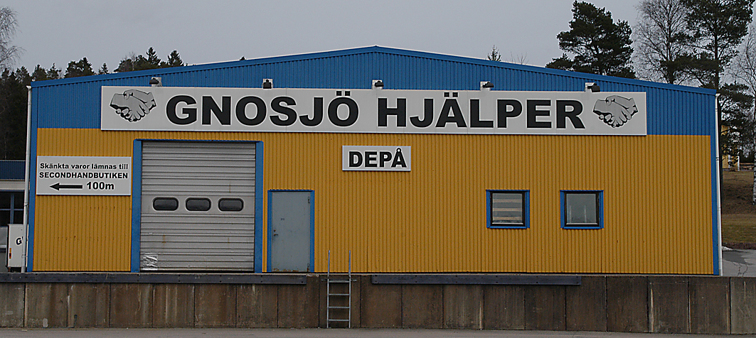 GNOSJÖ HJÄLPER
DEPÅ
Skänkta varor lämnas till
SECONDHANDBUTIKEN
100m